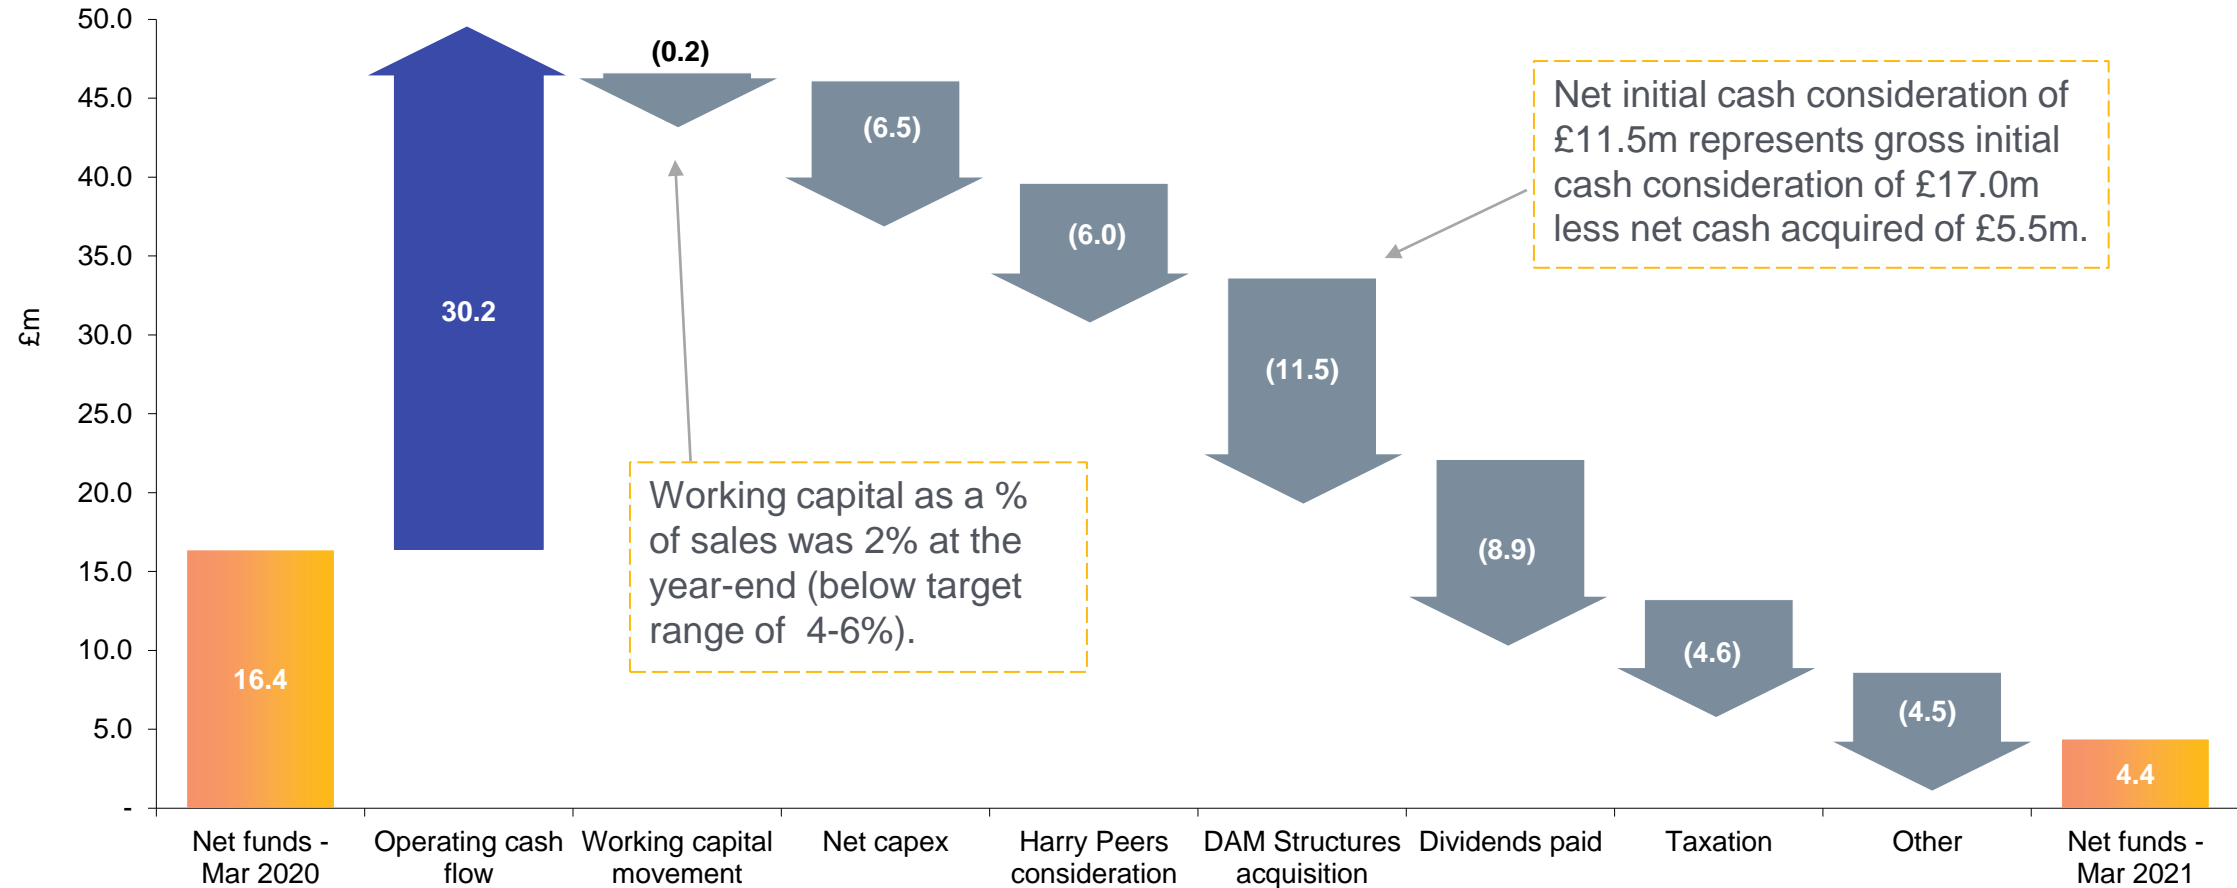 50.0
45.0
40.0
35.0
30.0
25.0
20.0
15.0
10.0
5.0
-
£m
16.4
30.2
(0.2)
(6.5)
(6.0)
(11.5)
(8.9)
(4.6)
(4.5)
4.4
Net initial cash consideration of
£11.5m represents gross initial
cash consideration of £17.0m
less net cash acquired of £5.5m.
Working capital as a %
of sales was 2% at the
year-end (below target
range of  4-6%).
Net funds -
Mar 2020
Operating cash
flow
Working capital
movement
Net capex
Harry Peers
consideration
DAM Structures
acquisition
Dividends paid
Taxation
Other
Net funds -
Mar 2021